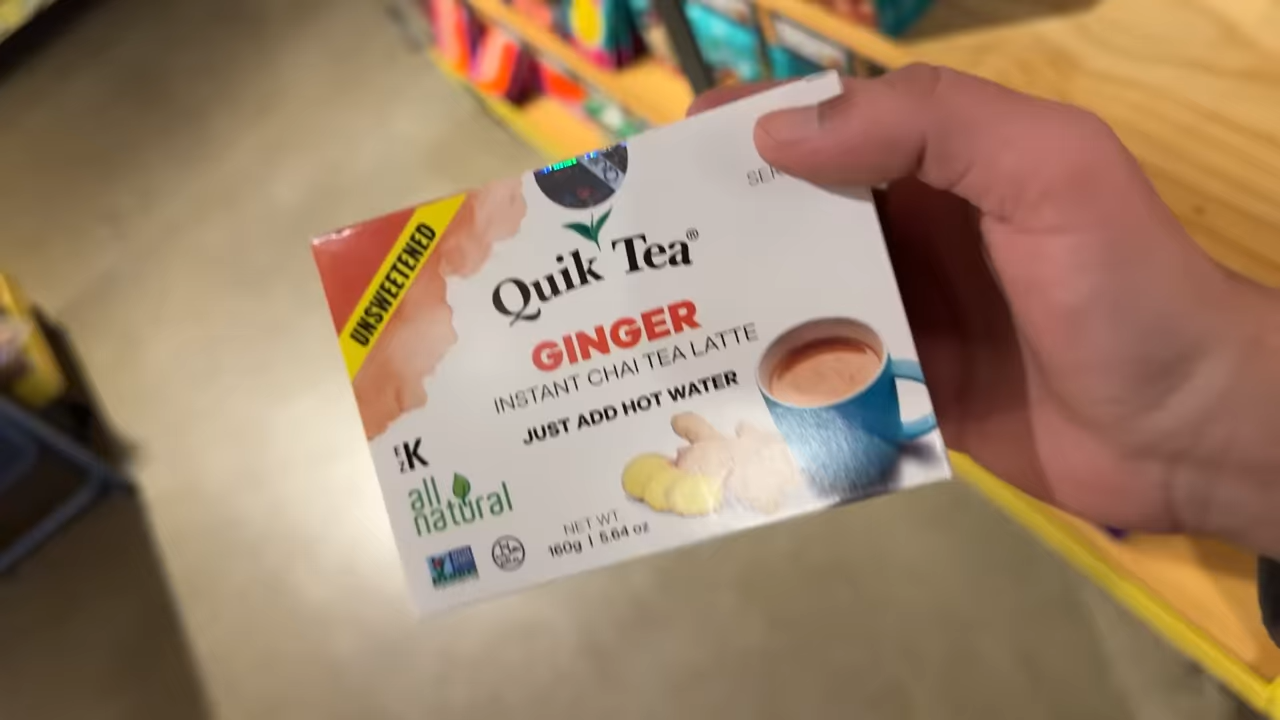 UNSWEETENED
Quik Tea®
GINGER
INSTANT CHAI TEA LATTE
JUST ADD HOT WATER
K
all
natural
NET WT
160g | 5.64 oz